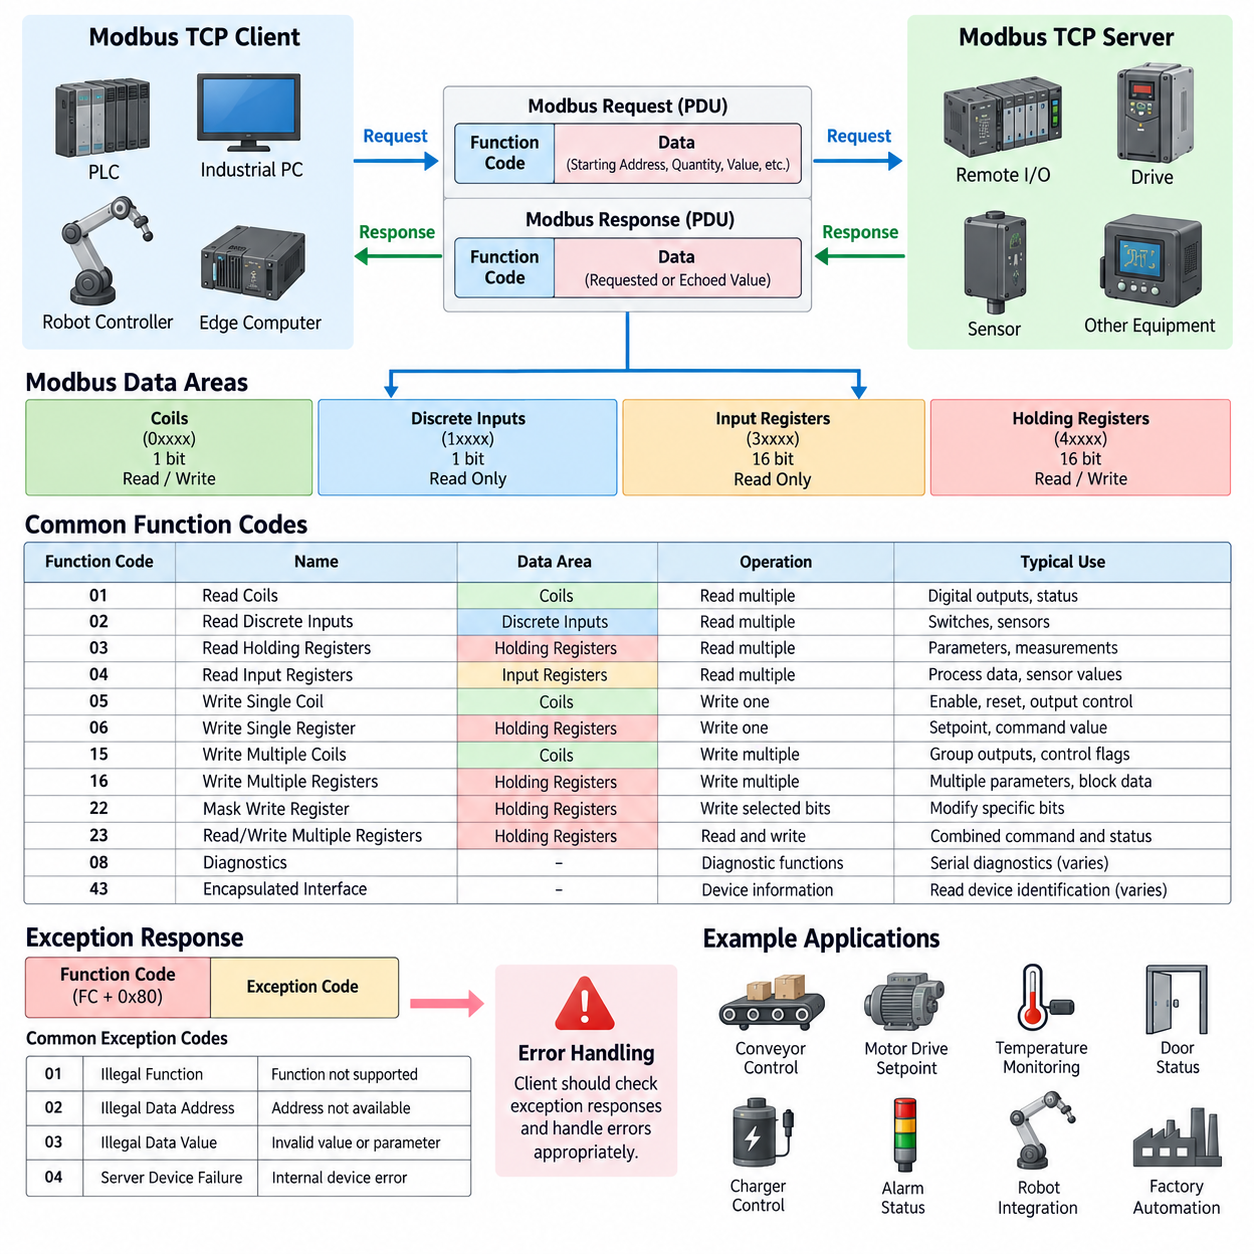 Modbus TCP Client
PLC
Industrial PC
Robot Controller
Edge Computer
Request
Response
Modbus Request (PDU)
Function
Code
Data
(Starting Address, Quantity, Value, etc.)
Modbus Response (PDU)
Function
Code
Data
(Requested or Echoed Value)
Request
Response
Modbus TCP Server
Remote I/O
Drive
Sensor
Other Equipment
Modbus Data Areas
Coils
(0xxxx)
1 bit
Read / Write
Discrete Inputs
(1xxxx)
1 bit
Read Only
Input Registers
(3xxxx)
16 bit
Read Only
Holding Registers
(4xxxx)
16 bit
Read / Write
Common Function Codes
Function Code Name Data Area Operation Typical Use
01 Read Coils Coils Read multiple Digital outputs, status
02 Read Discrete Inputs Discrete Inputs Read multiple Switches, sensors
03 Read Holding Registers Holding Registers Read multiple Parameters, measurements
04 Read Input Registers Input Registers Read multiple Process data, sensor values
05 Write Single Coil Coils Write one Enable, reset, output control
06 Write Single Register Holding Registers Write one Setpoint, command value
15 Write Multiple Coils Coils Write multiple Group outputs, control flags
16 Write Multiple Registers Holding Registers Write multiple Multiple parameters, block data
22 Mask Write Register Holding Registers Write selected bits Modify specific bits
23 Read/Write Multiple Registers Holding Registers Read and write Combined command and status
08 Diagnostics – Diagnostic functions Serial diagnostics (varies)
43 Encapsulated Interface – Device information Read device identification (varies)
Exception Response
Function Code
(FC + 0x80)
Exception Code
Common Exception Codes
01 Illegal Function Function not supported
02 Illegal Data Address Address not available
03 Illegal Data Value Invalid value or parameter
04 Server Device Failure Internal device error
Error Handling
Client should check
exception responses
and handle errors
appropriately.
Example Applications
Conveyor
Control
Motor Drive
Setpoint
Temperature
Monitoring
Door
Status
Charger
Control
Alarm
Status
Robot
Integration
Factory
Automation